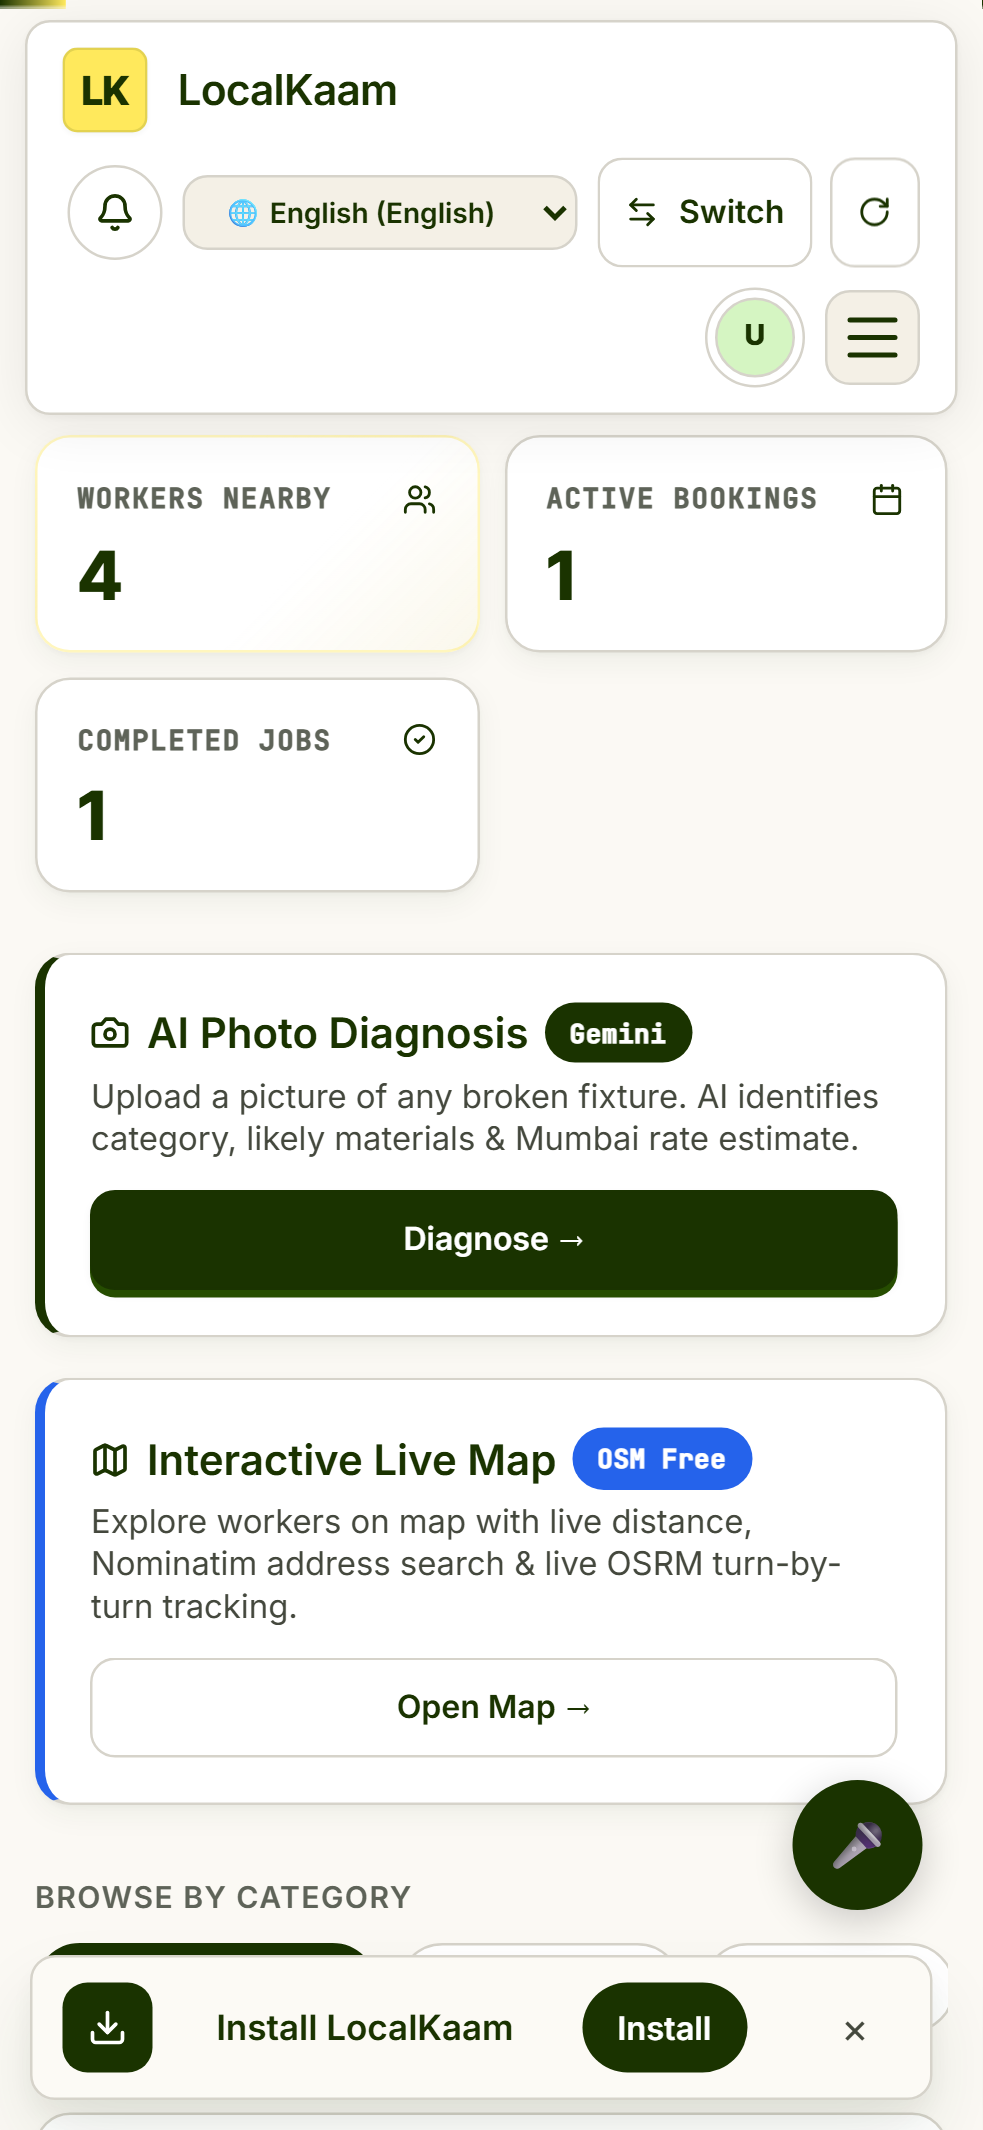 LK
LocalKaam
🌐 English (English)
Switch
U
WORKERS NEARBY
4
ACTIVE BOOKINGS
1
COMPLETED JOBS
1
AI Photo Diagnosis
Gemini
Upload a picture of any broken fixture. AI identifies
category, likely materials & Mumbai rate estimate.
Diagnose →
Interactive Live Map
OSM Free
Explore workers on map with live distance,
Nominatim address search & live OSRM turn-by-
turn tracking.
Open Map →
BROWSE BY CATEGORY
Install LocalKaam
Install
×